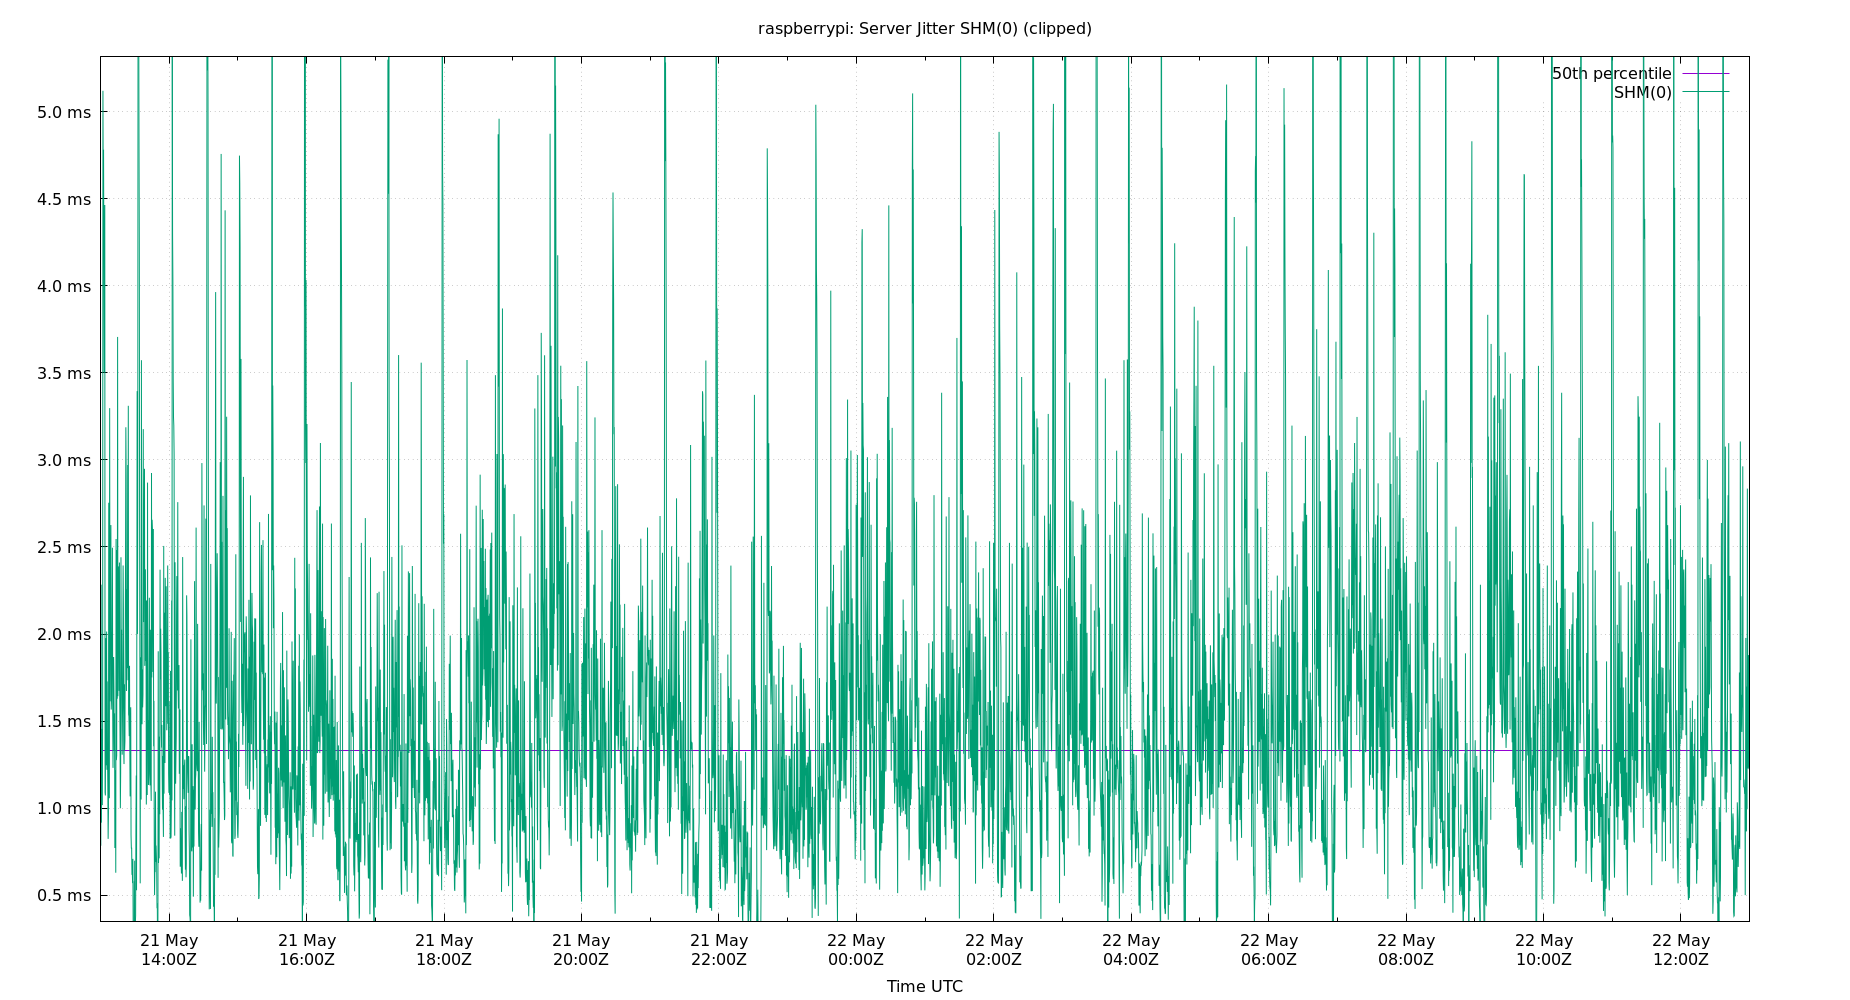 raspberrypi: Server Jitter SHM(0) (clipped)
50th percentile
SHM(0)
5.0 ms
4.5 ms
4.0 ms
3.5 ms
3.0 ms
2.5 ms
2.0 ms
1.5 ms
1.0 ms
0.5 ms
21 May 21 May 21 May 21 May 21 May 22 May 22 May 22 May 22 May 22 May 22 May 22 May
14:00Z 16:00Z 18:00Z 20:00Z 22:00Z 00:00Z 02:00Z 04:00Z 06:00Z 08:00Z 10:00Z 12:00Z
Time UTC